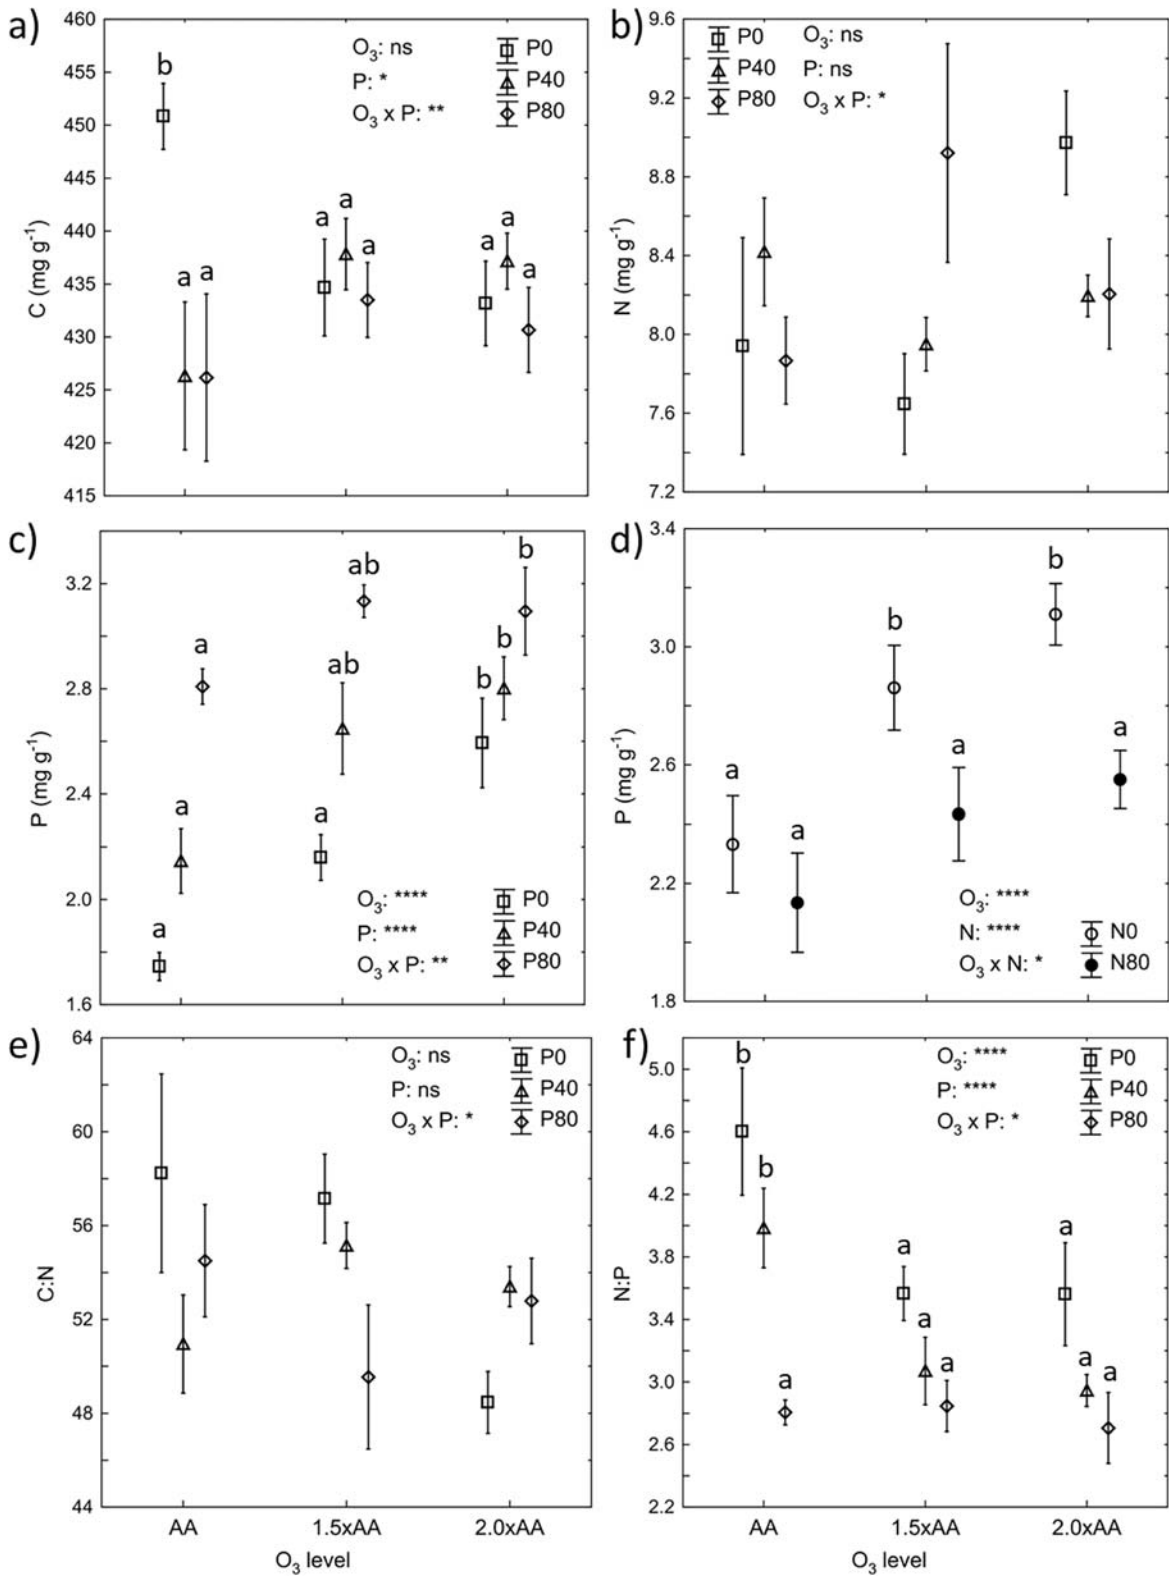 a)
460
455
450
445
440
435
430
425
420
415
C (mg g⁻¹)
O₃: ns
P: *
O₃ x P: **
P0
P40
P80
b
a
a
a
a
a
a
a
a
b)
9.6
9.2
8.8
8.4
8.0
7.6
7.2
N (mg g⁻¹)
P0
P40
P80
O₃: ns
P: ns
O₃ x P: *
c)
3.2
2.8
2.4
2.0
1.6
P (mg g⁻¹)
a
a
a
a
ab
ab
b
b
b
O₃: ****
P: ****
O₃ x P: **
P0
P40
P80
d)
3.4
3.0
2.6
2.2
1.8
P (mg g⁻¹)
a
a
b
a
b
a
O₃: ****
N: ****
O₃ x N: *
N0
N80
e)
64
60
56
52
48
44
C:N
O₃: ns
P: ns
O₃ x P: *
P0
P40
P80
AA
1.5xAA
2.0xAA
O₃ level
f)
5.0
4.6
4.2
3.8
3.4
3.0
2.6
2.2
N:P
b
b
a
a
a
a
a
a
a
O₃: ****
P: ****
O₃ x P: *
P0
P40
P80
AA
1.5xAA
2.0xAA
O₃ level